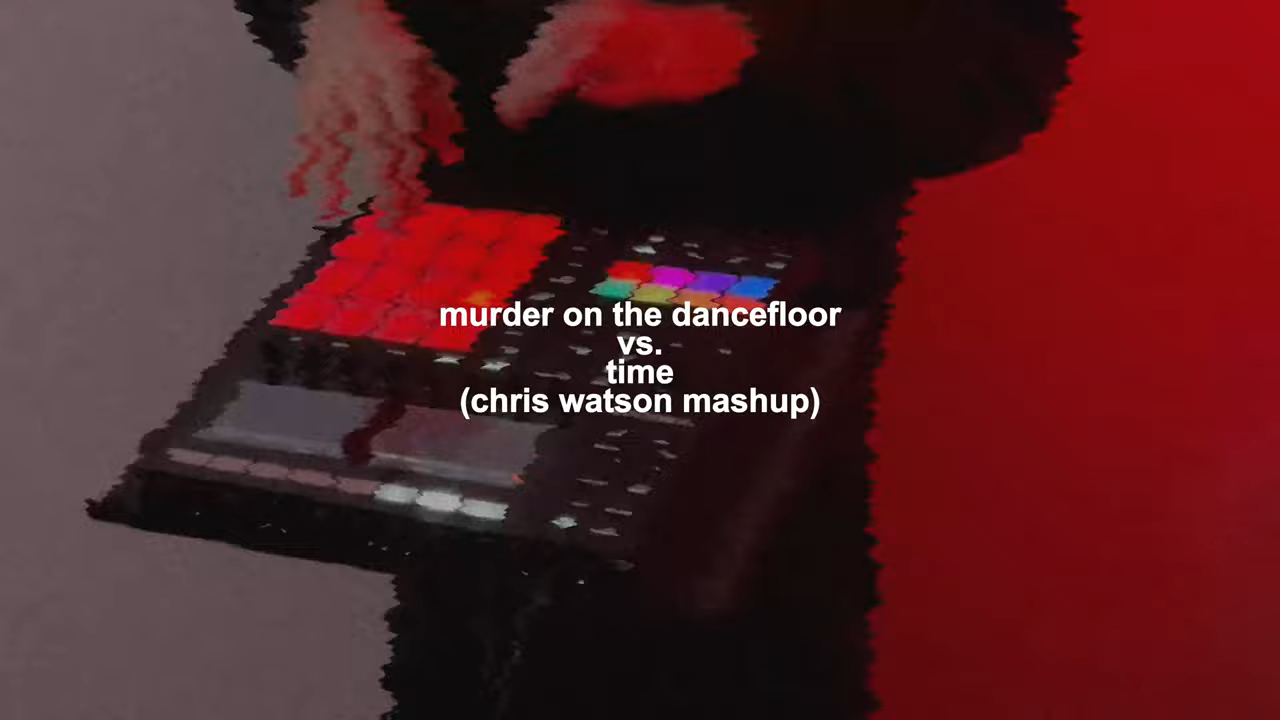 murder on the dancefloor
vs.
time
(chris watson mashup)